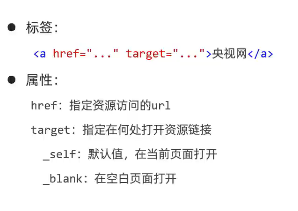 ● 标签：
<a href="..." target="...">央视网</a>
● 属性：
href：指定资源访问的url
target：指定在何处打开资源链接
_self：默认值，在当前页面打开
_blank：在空白页面打开